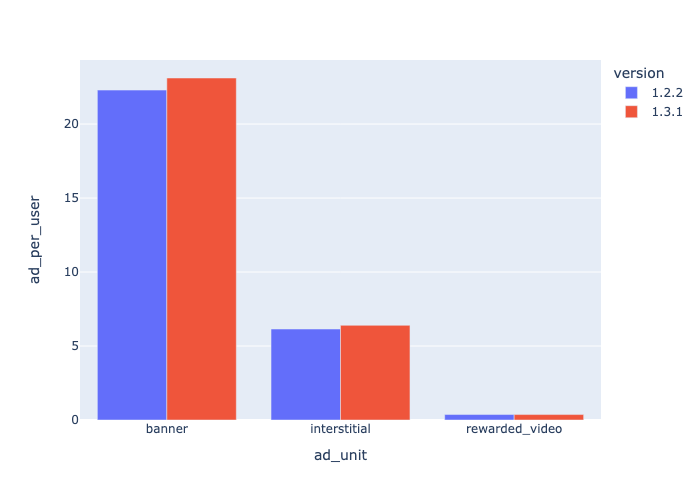 version
1.2.2
1.3.1
ad_per_user
20
15
10
5
0
banner
interstitial
rewarded_video
ad_unit